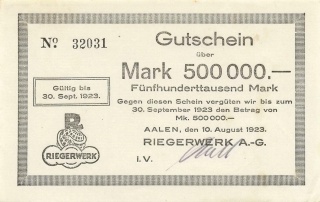 Nº 32031
Gutschein
über
Mark 500 000.—
Fünfhunderttausend Mark
Gültig bis
30. Sept. 1923.
Gegen diesen Schein vergüten wir bis zum
30. September 1923 den Betrag von
Mk. 500 000.—
AALEN, den 10. August 1923.
RIEGERWERK A.-G.
I.V.
R
RIEGERWERK